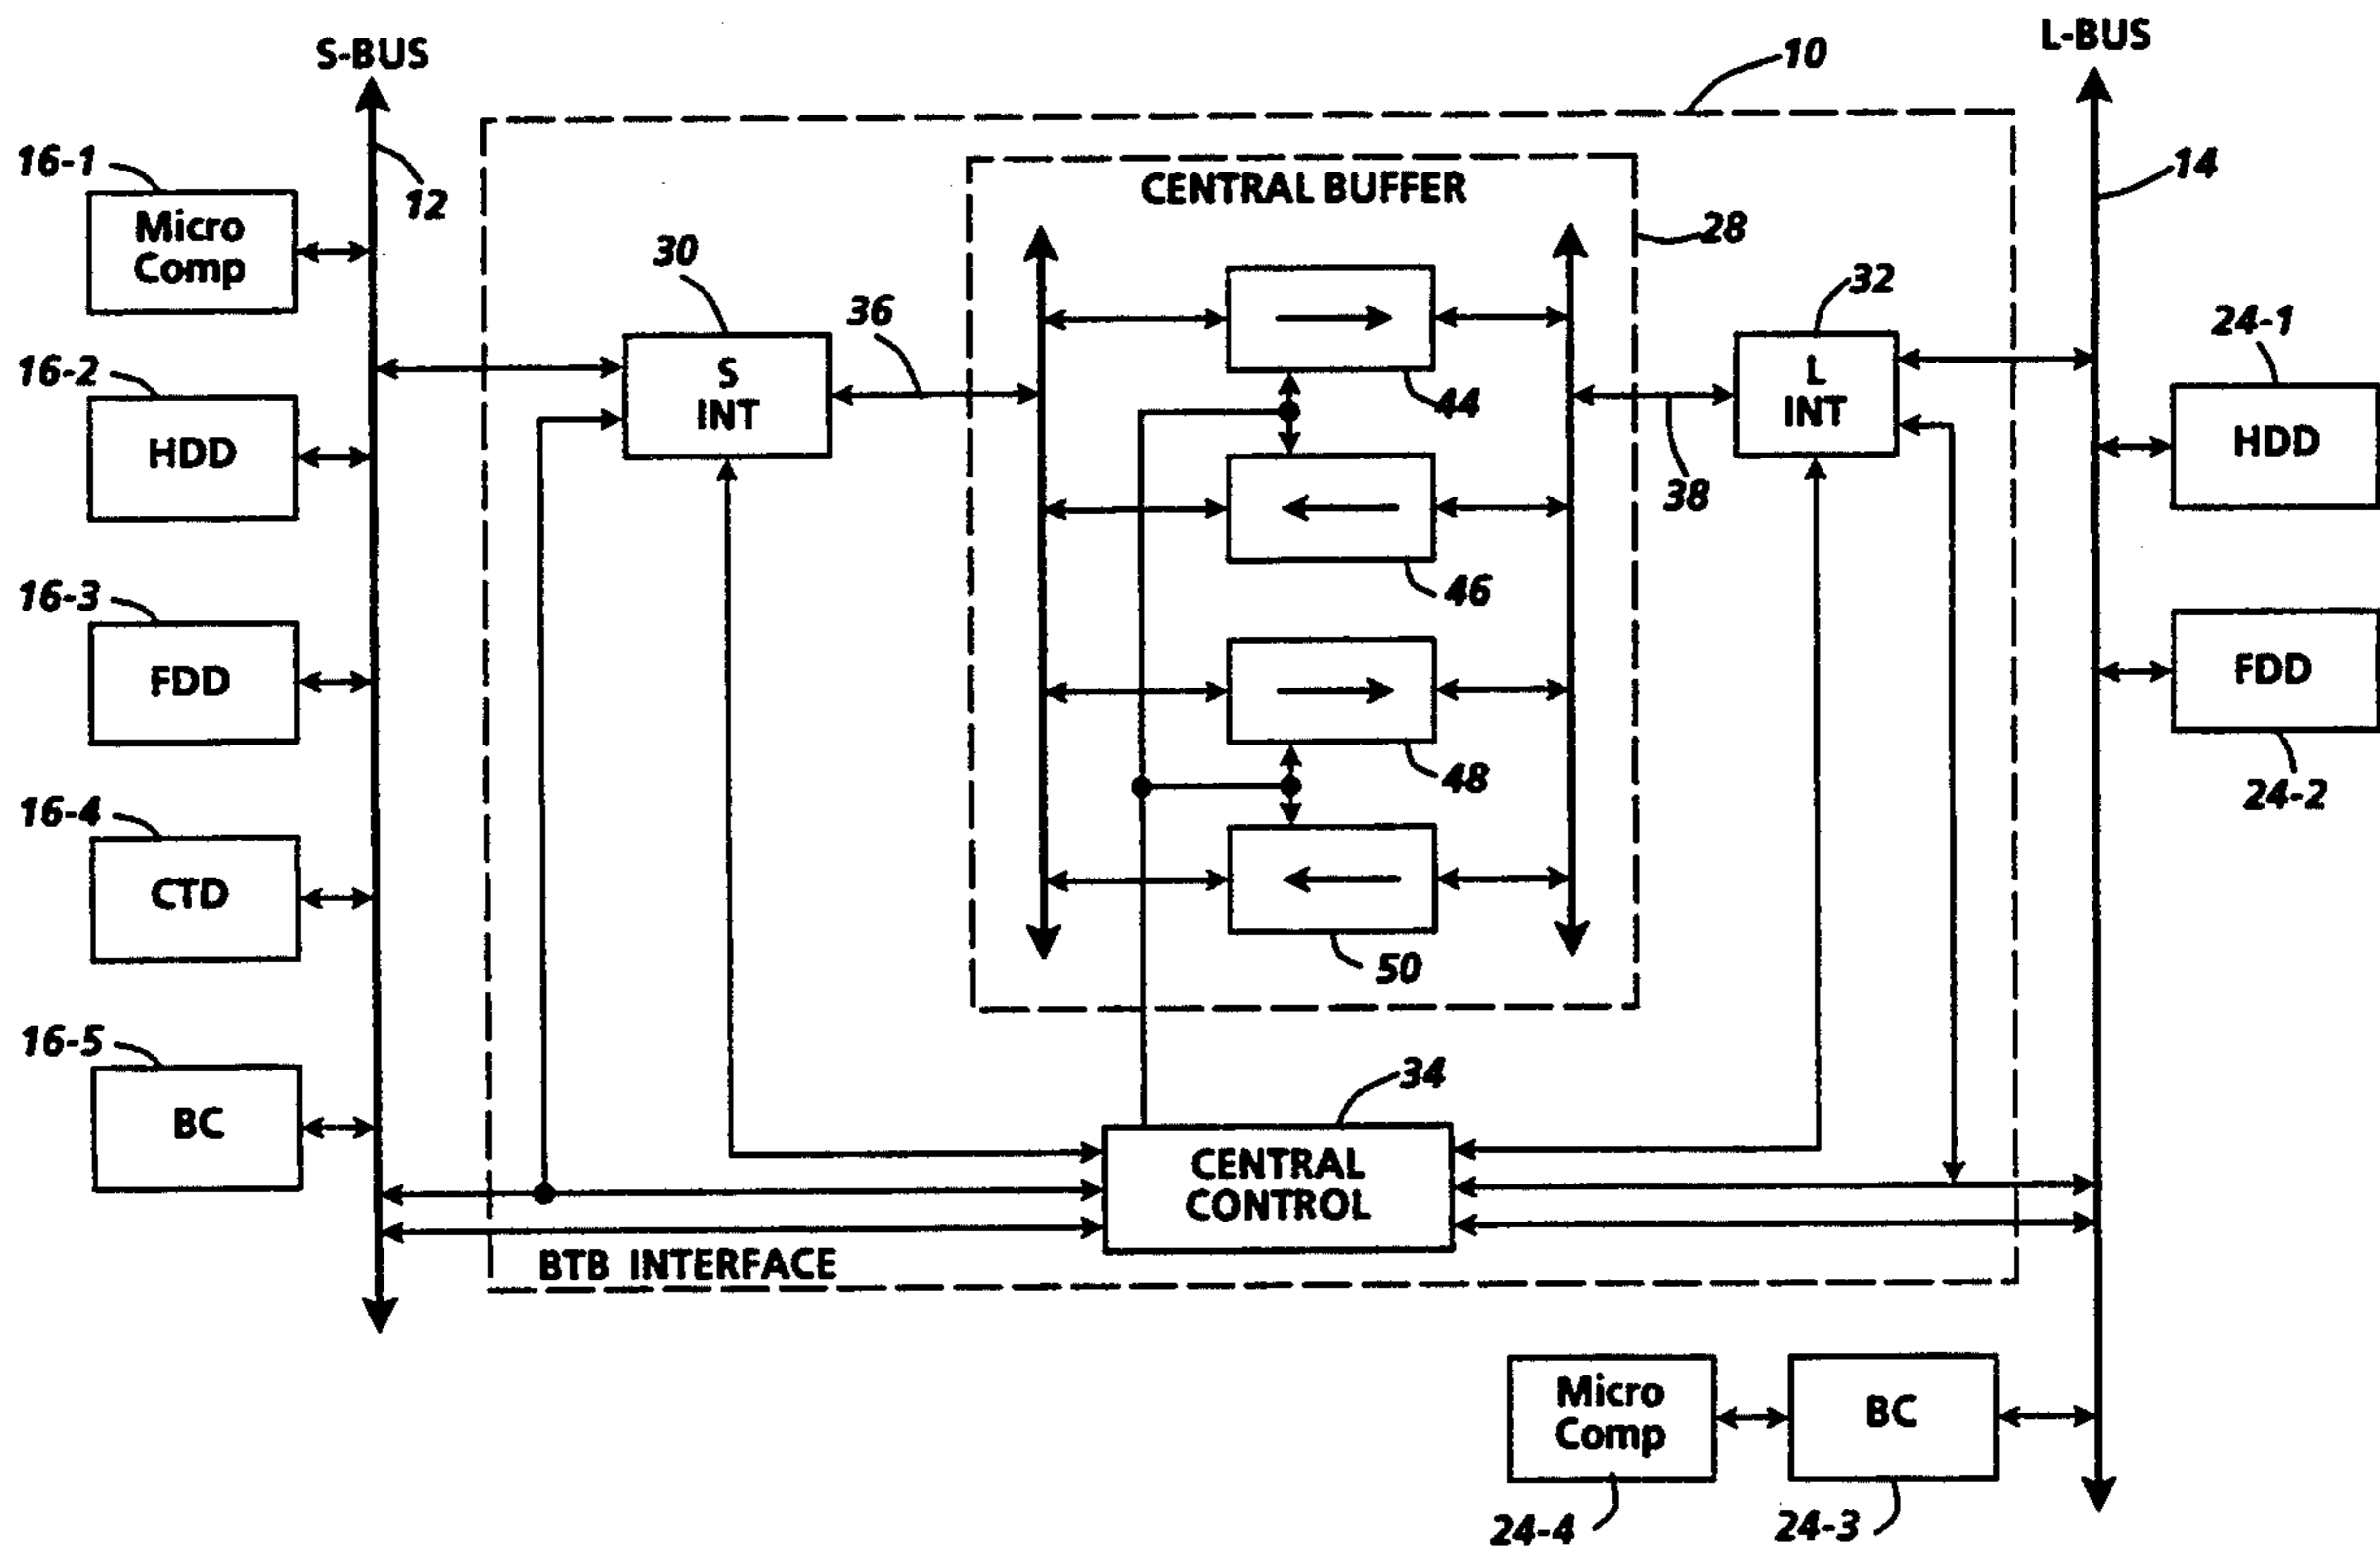 S-BUS
L-BUS
10
16-1
12
14
Micro
Comp
CENTRAL BUFFER
28
30
36
32
24-1
16-2
S
INT
L
INT
44
HDD
38
HDD
16-3
46
FDD
FDD
48
24-2
16-4
CTD
50
16-5
34
BC
CENTRAL
CONTROL
BTB INTERFACE
Micro
Comp
BC
24-4
24-3